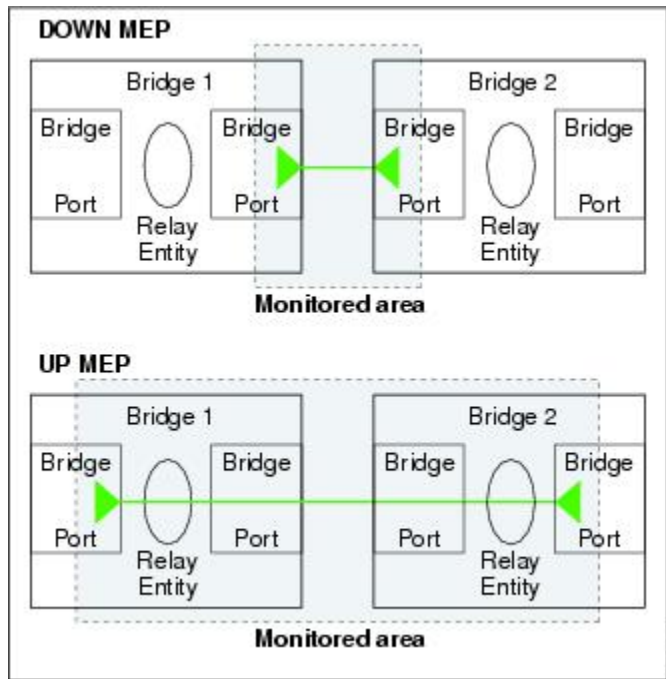 DOWN MEP
Bridge 1
Bridge 2
Bridge
Bridge
Bridge
Bridge
Port
Port
Port
Port
Relay
Entity
Relay
Entity
Monitored area
UP MEP
Bridge 1
Bridge 2
Bridge
Bridge
Bridge
Bridge
Port
Port
Port
Port
Relay
Entity
Relay
Entity
Monitored area